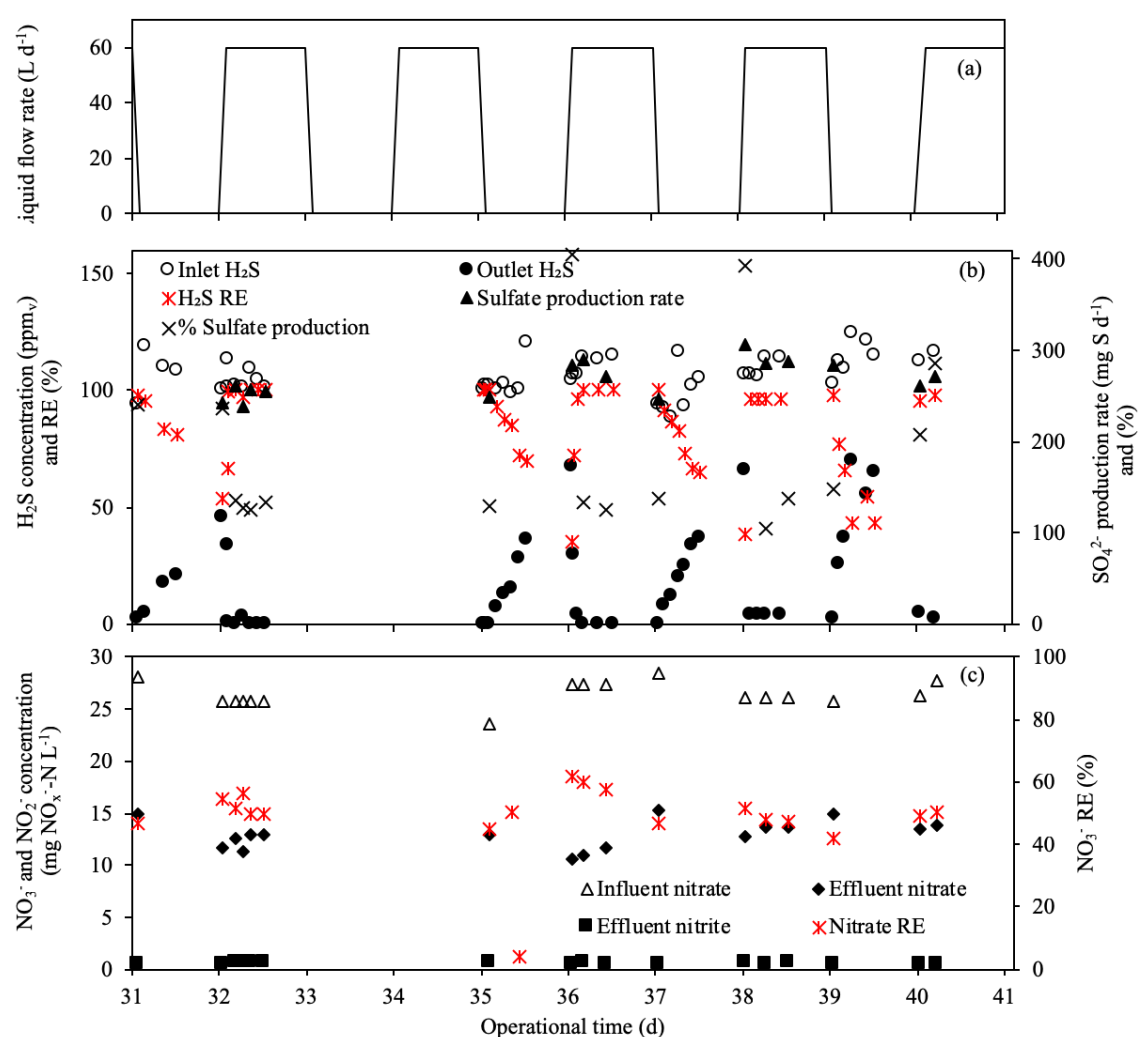 60
40
20
0
(a)
iquid flow rate (L d⁻¹)
(b)
Inlet H₂S
Outlet H₂S
H₂S RE
Sulfate production rate
% Sulfate production
150
100
50
0
400
300
200
100
0
H₂S concentration (ppmᵥ)
and RE (%)
SO₄²⁻ production rate (mg S d⁻¹)
and (%)
(c)
30
25
20
15
10
5
0
100
80
60
40
20
0
NO₃⁻ and NO₂⁻ concentration
(mg NOₓ⁻-N L⁻¹)
NO₃⁻ RE (%)
Influent nitrate
Effluent nitrate
Effluent nitrite
Nitrate RE
31 32 33 34 35 36 37 38 39 40 41
Operational time (d)